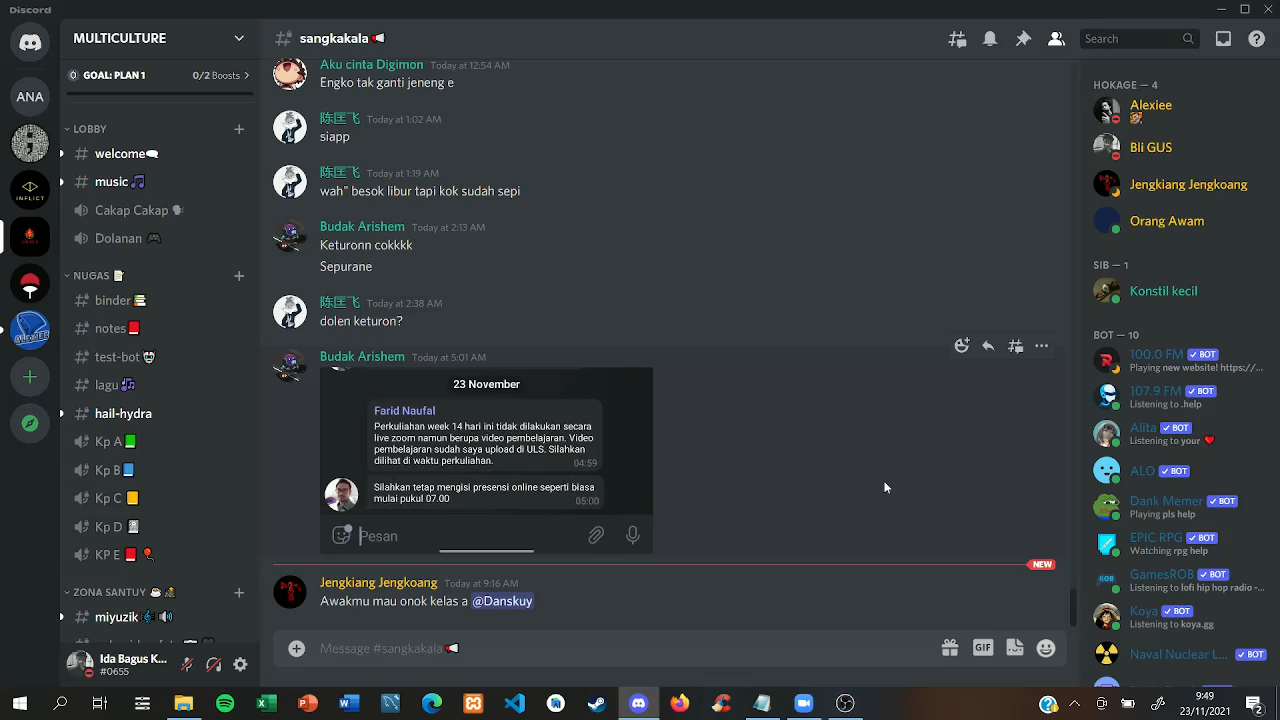 Discord
MULTICULTURE
GOAL: PLAN 1
0/2 Boosts
LOBBY
welcome
music
Cakap Cakap
Dolanan
NUGAS
binder
notes
test-bot
lagu
hail-hydra
Kp A
Kp B
Kp C
Kp D
KP E
ZONA SANTUY
miyuzik
Ida Bagus K...
#0655
ANA
INFLICT
sangkakala
Search
Aku cinta Digimon Today at 12:54 AM
Engko tak ganti jeneng e
陈匡飞 Today at 1:02 AM
siapp
陈匡飞 Today at 1:19 AM
wah" besok libur tapi kok sudah sepi
Budak Arishem Today at 2:13 AM
Keturonn cokkkk
Sepurane
陈匡飞 Today at 2:38 AM
dolen keturon?
Budak Arishem Today at 5:01 AM
23 November
Farid Naufal
Perkuliahan week 14 hari ini tidak dilakukan secara
live zoom namun berupa video pembelajaran. Video
pembelajaran sudah saya upload di ULS. Silahkan
dilihat di waktu perkuliahan.
04:59
Silahkan tetap mengisi presensi online seperti biasa
mulai pukul 07.00
05:00
Pesan
NEW
Jengkiang Jengkoang Today at 9:16 AM
Awakmu mau onok kelas a @Danskuy
Message #sangkakala
GIF
HOKAGE — 4
Alexiee
Bli GUS
Jengkiang Jengkoang
Orang Awam
SIB — 1
Konstil kecil
BOT — 10
100.0 FM BOT
Playing new website! https://...
107.9 FM BOT
Listening to .help
Alita BOT
Listening to your
ALO BOT
Dank Memer BOT
Playing pls help
EPIC RPG BOT
Watching rpg help
GamesROB BOT
Listening to lofi hip hop radio -...
Koya BOT
Listening to koya.gg
Naval Nuclear L... BOT
9:49
23/11/2021